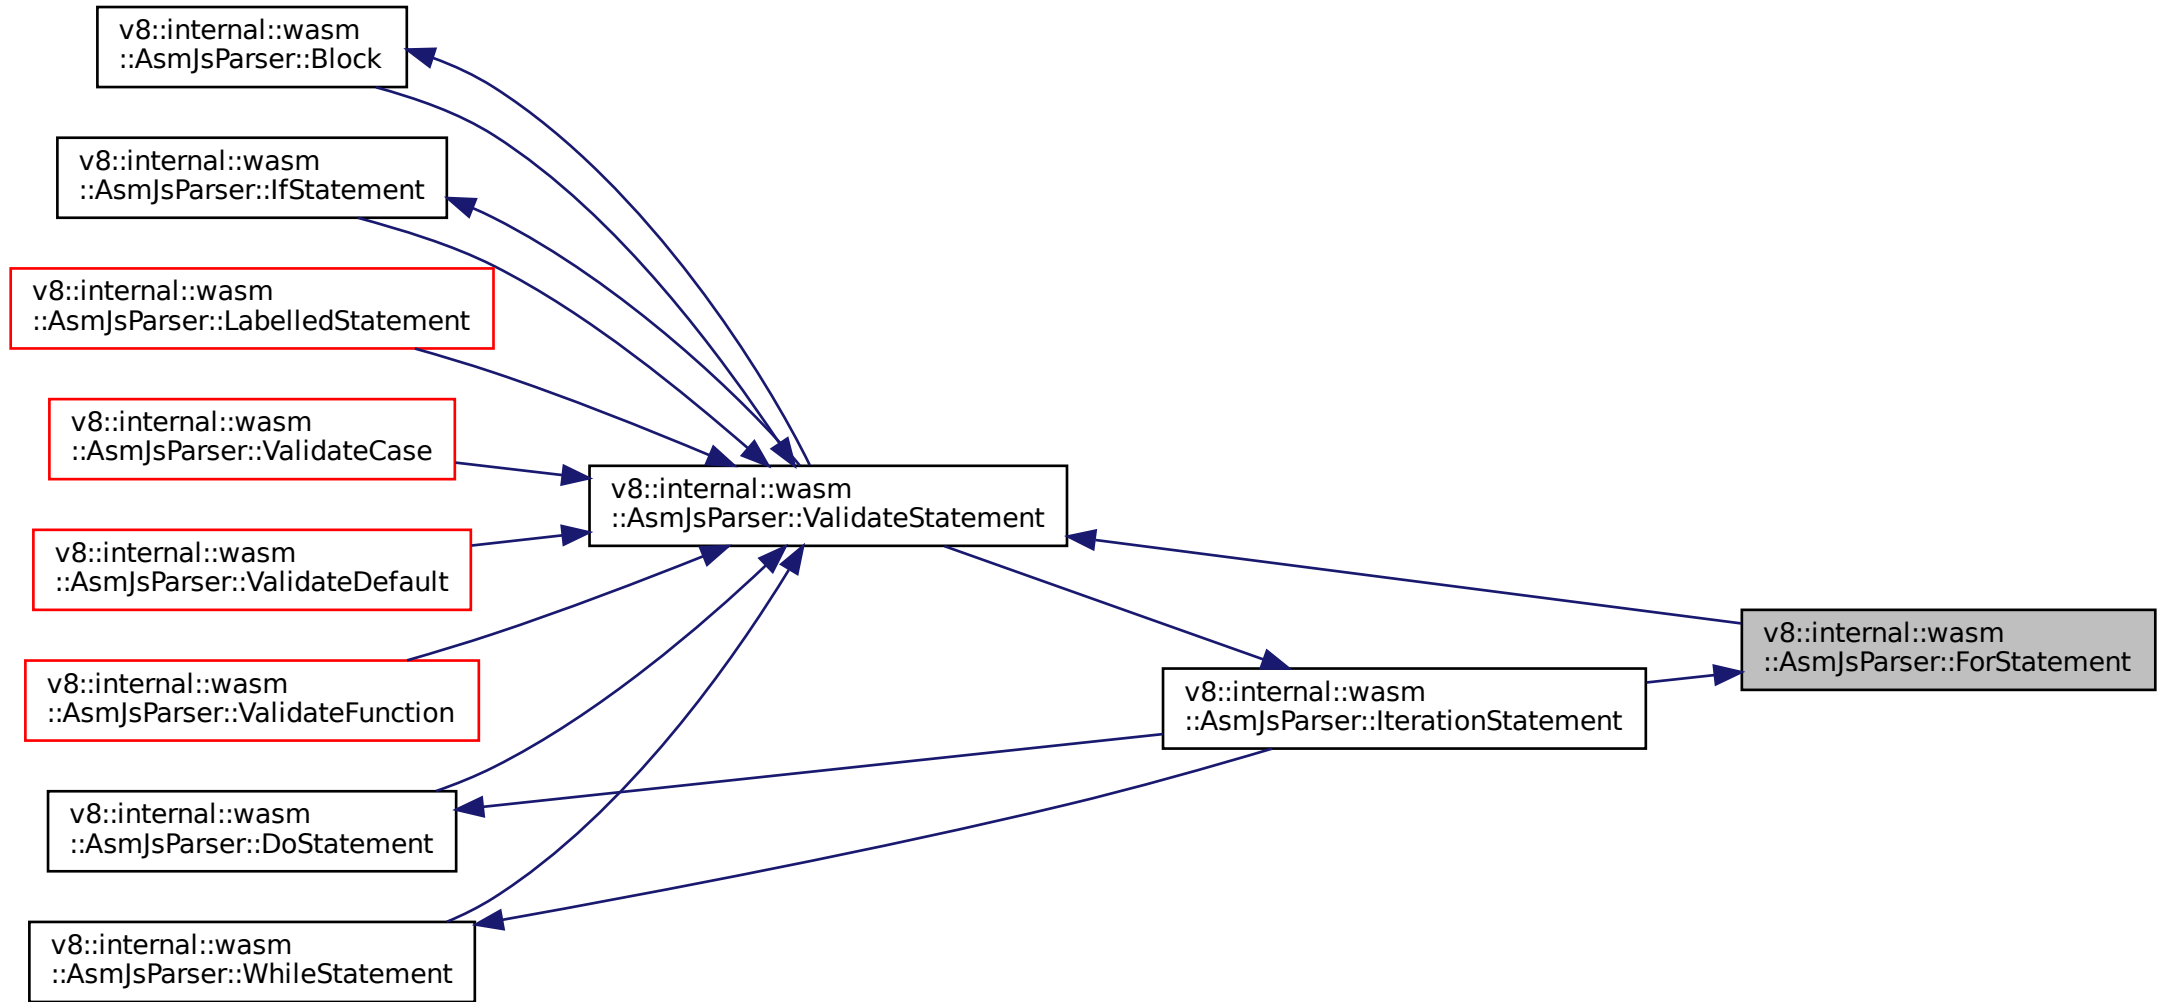 v8::internal::wasm
::AsmJsParser::Block
v8::internal::wasm
::AsmJsParser::IfStatement
v8::internal::wasm
::AsmJsParser::LabelledStatement
v8::internal::wasm
::AsmJsParser::ValidateCase
v8::internal::wasm
::AsmJsParser::ValidateStatement
v8::internal::wasm
::AsmJsParser::ValidateDefault
v8::internal::wasm
::AsmJsParser::ForStatement
v8::internal::wasm
::AsmJsParser::ValidateFunction
v8::internal::wasm
::AsmJsParser::IterationStatement
v8::internal::wasm
::AsmJsParser::DoStatement
v8::internal::wasm
::AsmJsParser::WhileStatement